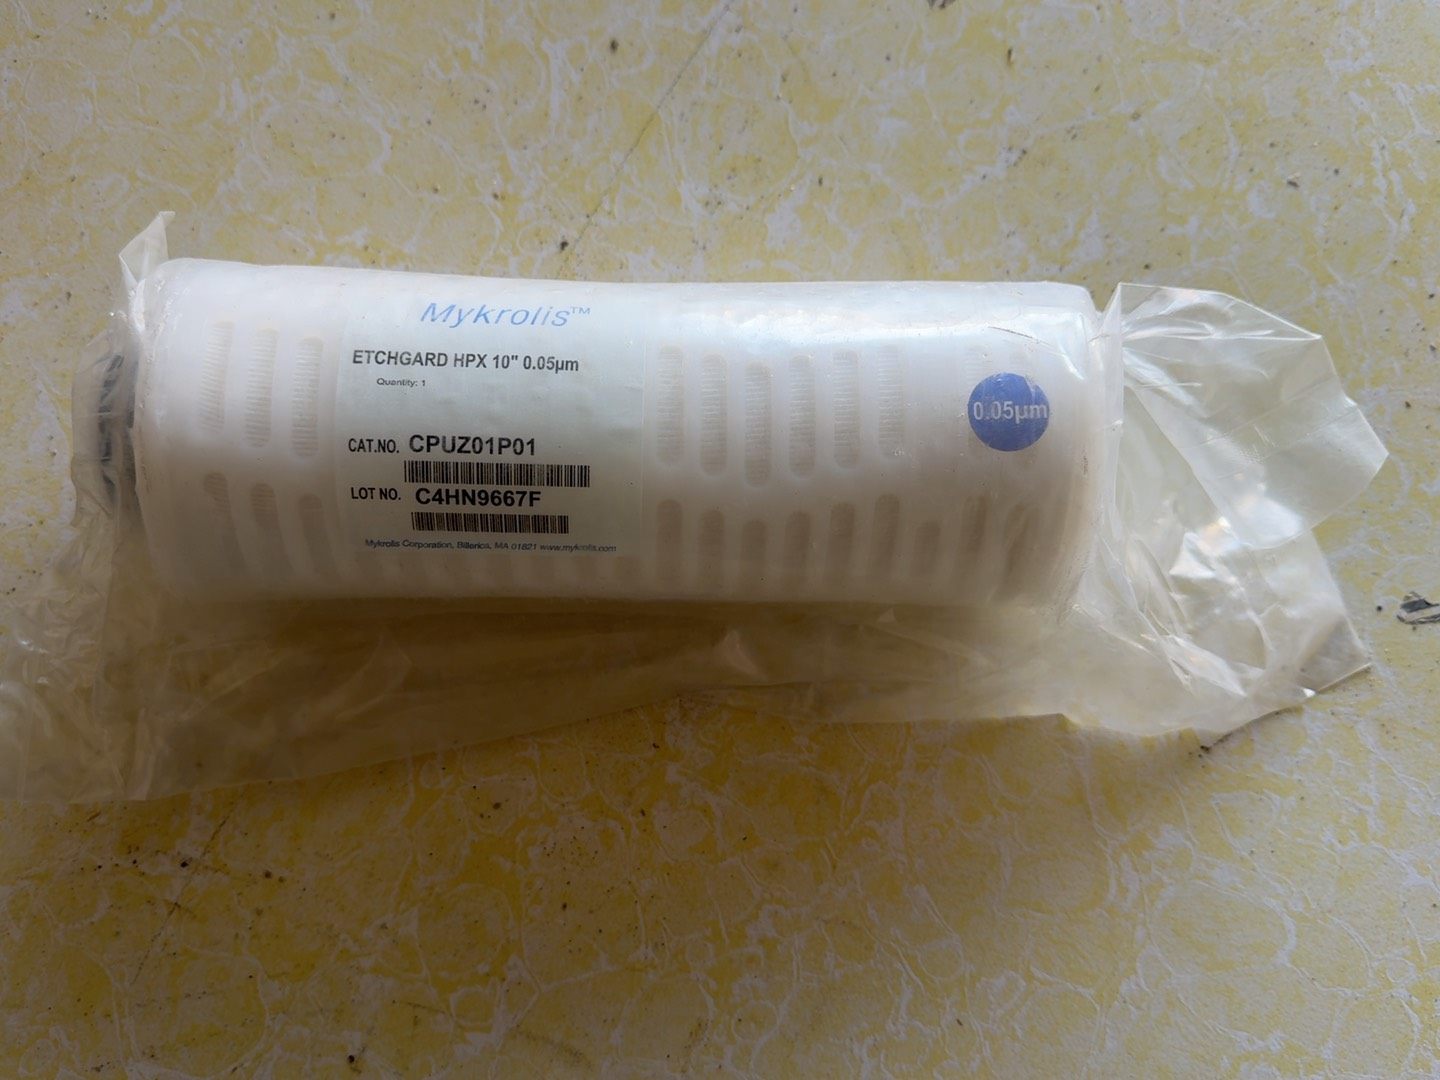 Mykrolis™
ETCHGARD HPX 10" 0.05µm
Quantity: 1
CAT.NO. CPUZ01P01
LOT NO. C4HN9667F
Mykrolis Corporation, Billerica, MA 01821 www.mykrolis.com
0.05µm